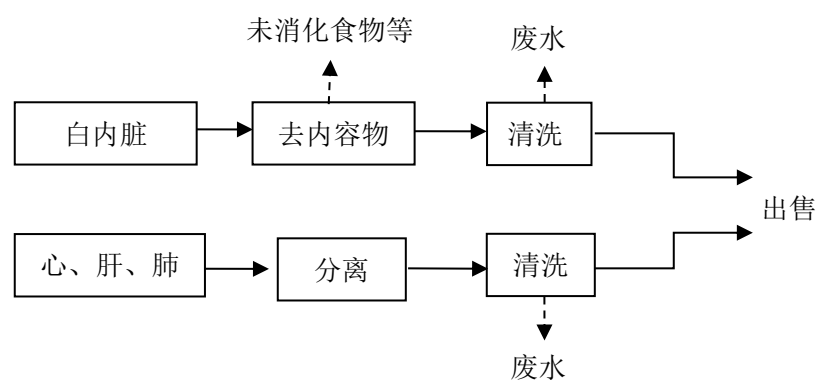 未消化食物等
废水
白内脏
去内容物
清洗
出售
心、肝、肺
分离
清洗
废水